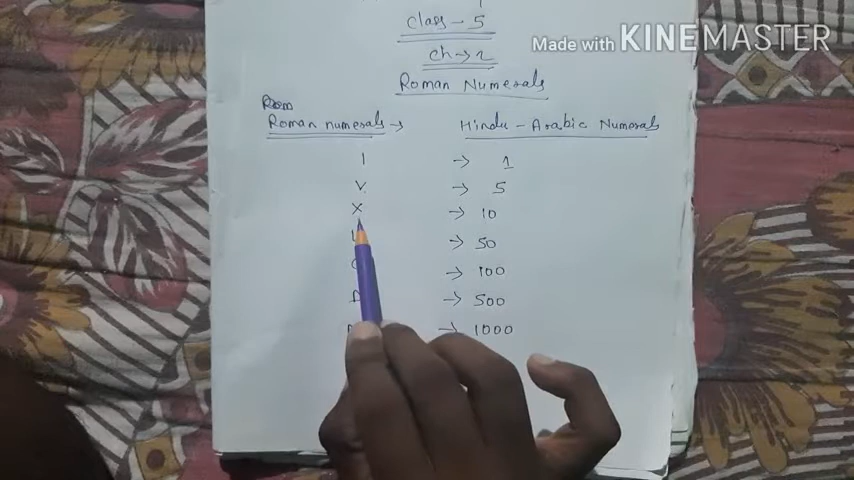 Class - 5
Made with KINEMASTER
Ch → 2
Roman Numerals
Rom
Roman numerals → Hindu - Arabic Numerals
I → 1
V → 5
X → 10
L → 50
C → 100
D → 500
→ 1000